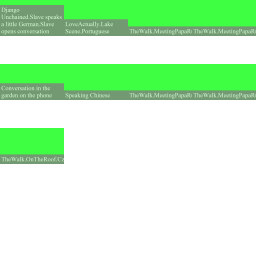 Django
Unchained.Slave speaks
a little German.Slave
opens conversation
LoveActually.Lake
Scene.Portuguese
TheWalk.MeetingPapaR
TheWalk.MeetingPapaR
Conversation in the
garden on the phone
Speaking Chinese
TheWalk.MeetingPapaR
TheWalk.MeetingPapaR
TheWalk.OnTheRoof.Ca